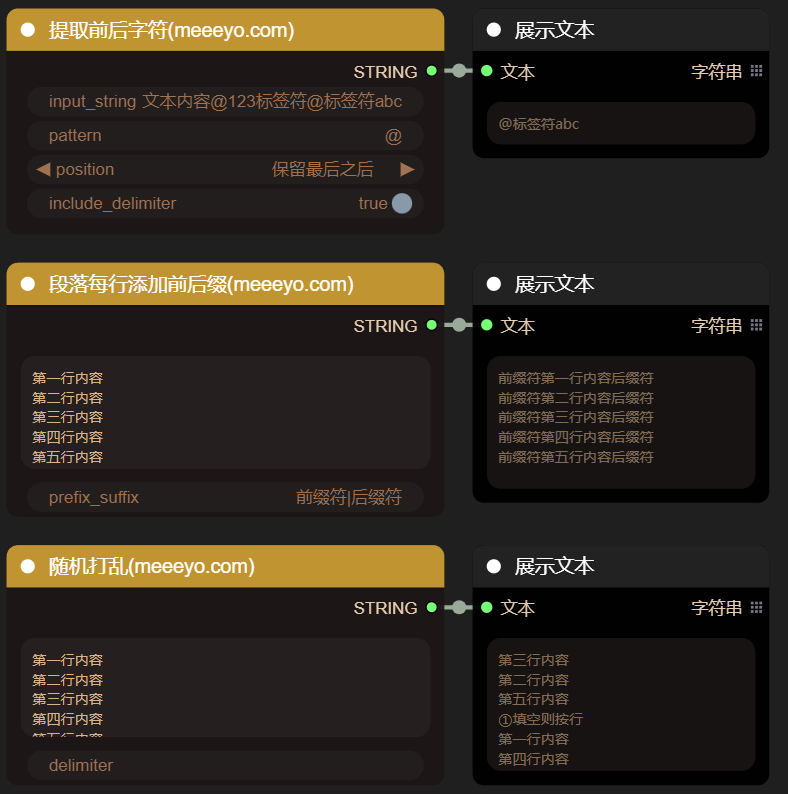 提取前后字符(meeeyo.com)
STRING
input_string 文本内容@123标签符@标签符abc
pattern @
position 保留最后之后
include_delimiter true
展示文本
文本 字符串
@标签符abc
段落每行添加前后缀(meeeyo.com)
STRING
第一行内容
第二行内容
第三行内容
第四行内容
第五行内容
prefix_suffix 前缀符|后缀符
展示文本
文本 字符串
前缀符第一行内容后缀符
前缀符第二行内容后缀符
前缀符第三行内容后缀符
前缀符第四行内容后缀符
前缀符第五行内容后缀符
随机打乱(meeeyo.com)
STRING
第一行内容
第二行内容
第三行内容
第四行内容
第五行内容
delimiter
展示文本
文本 字符串
第三行内容
第二行内容
第五行内容
①填空则按行
第一行内容
第四行内容